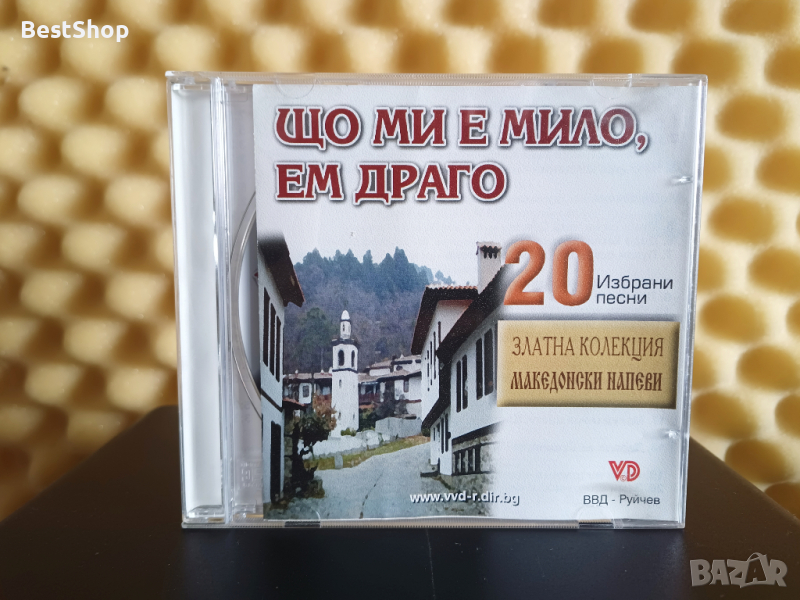 BestShop
ЩО МИ Е МИЛО,
ЕМ ДРАГО
20
Избрани
песни
ЗЛАТНА КОЛЕКЦИЯ
МАКЕДОНСКИ НАПЕВИ
VD
www.vvd-r.dir.bg
ВВД - Руйчев
BAZAR